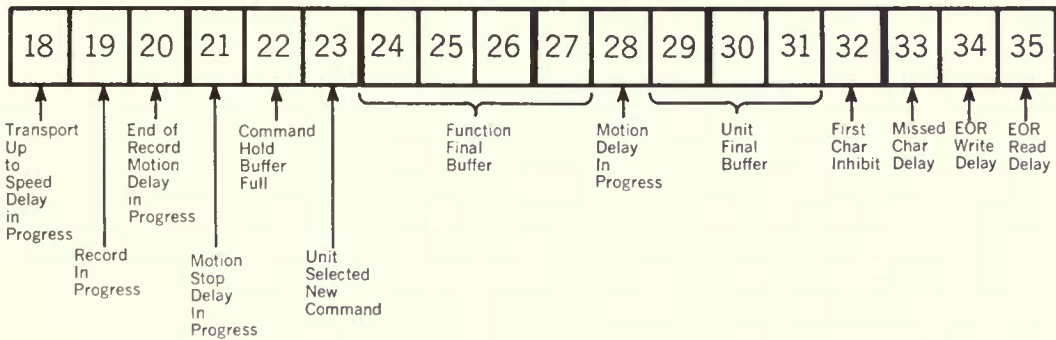 18 19 20 21 22 23 24 25 26 27 28 29 30 31 32 33 34 35
Transport
Up
to
Speed
Delay
in
Progress
Record
In
Progress
End of
Record
Motion
Delay
in
Progress
Motion
Stop
Delay
In
Progress
Command
Hold
Buffer
Full
Unit
Selected
New
Command
Function
Final
Buffer
Motion
Delay
In
Progress
Unit
Final
Buffer
First
Char
Inhibit
Missed
Char
Delay
EOR
Write
Delay
EOR
Read
Delay